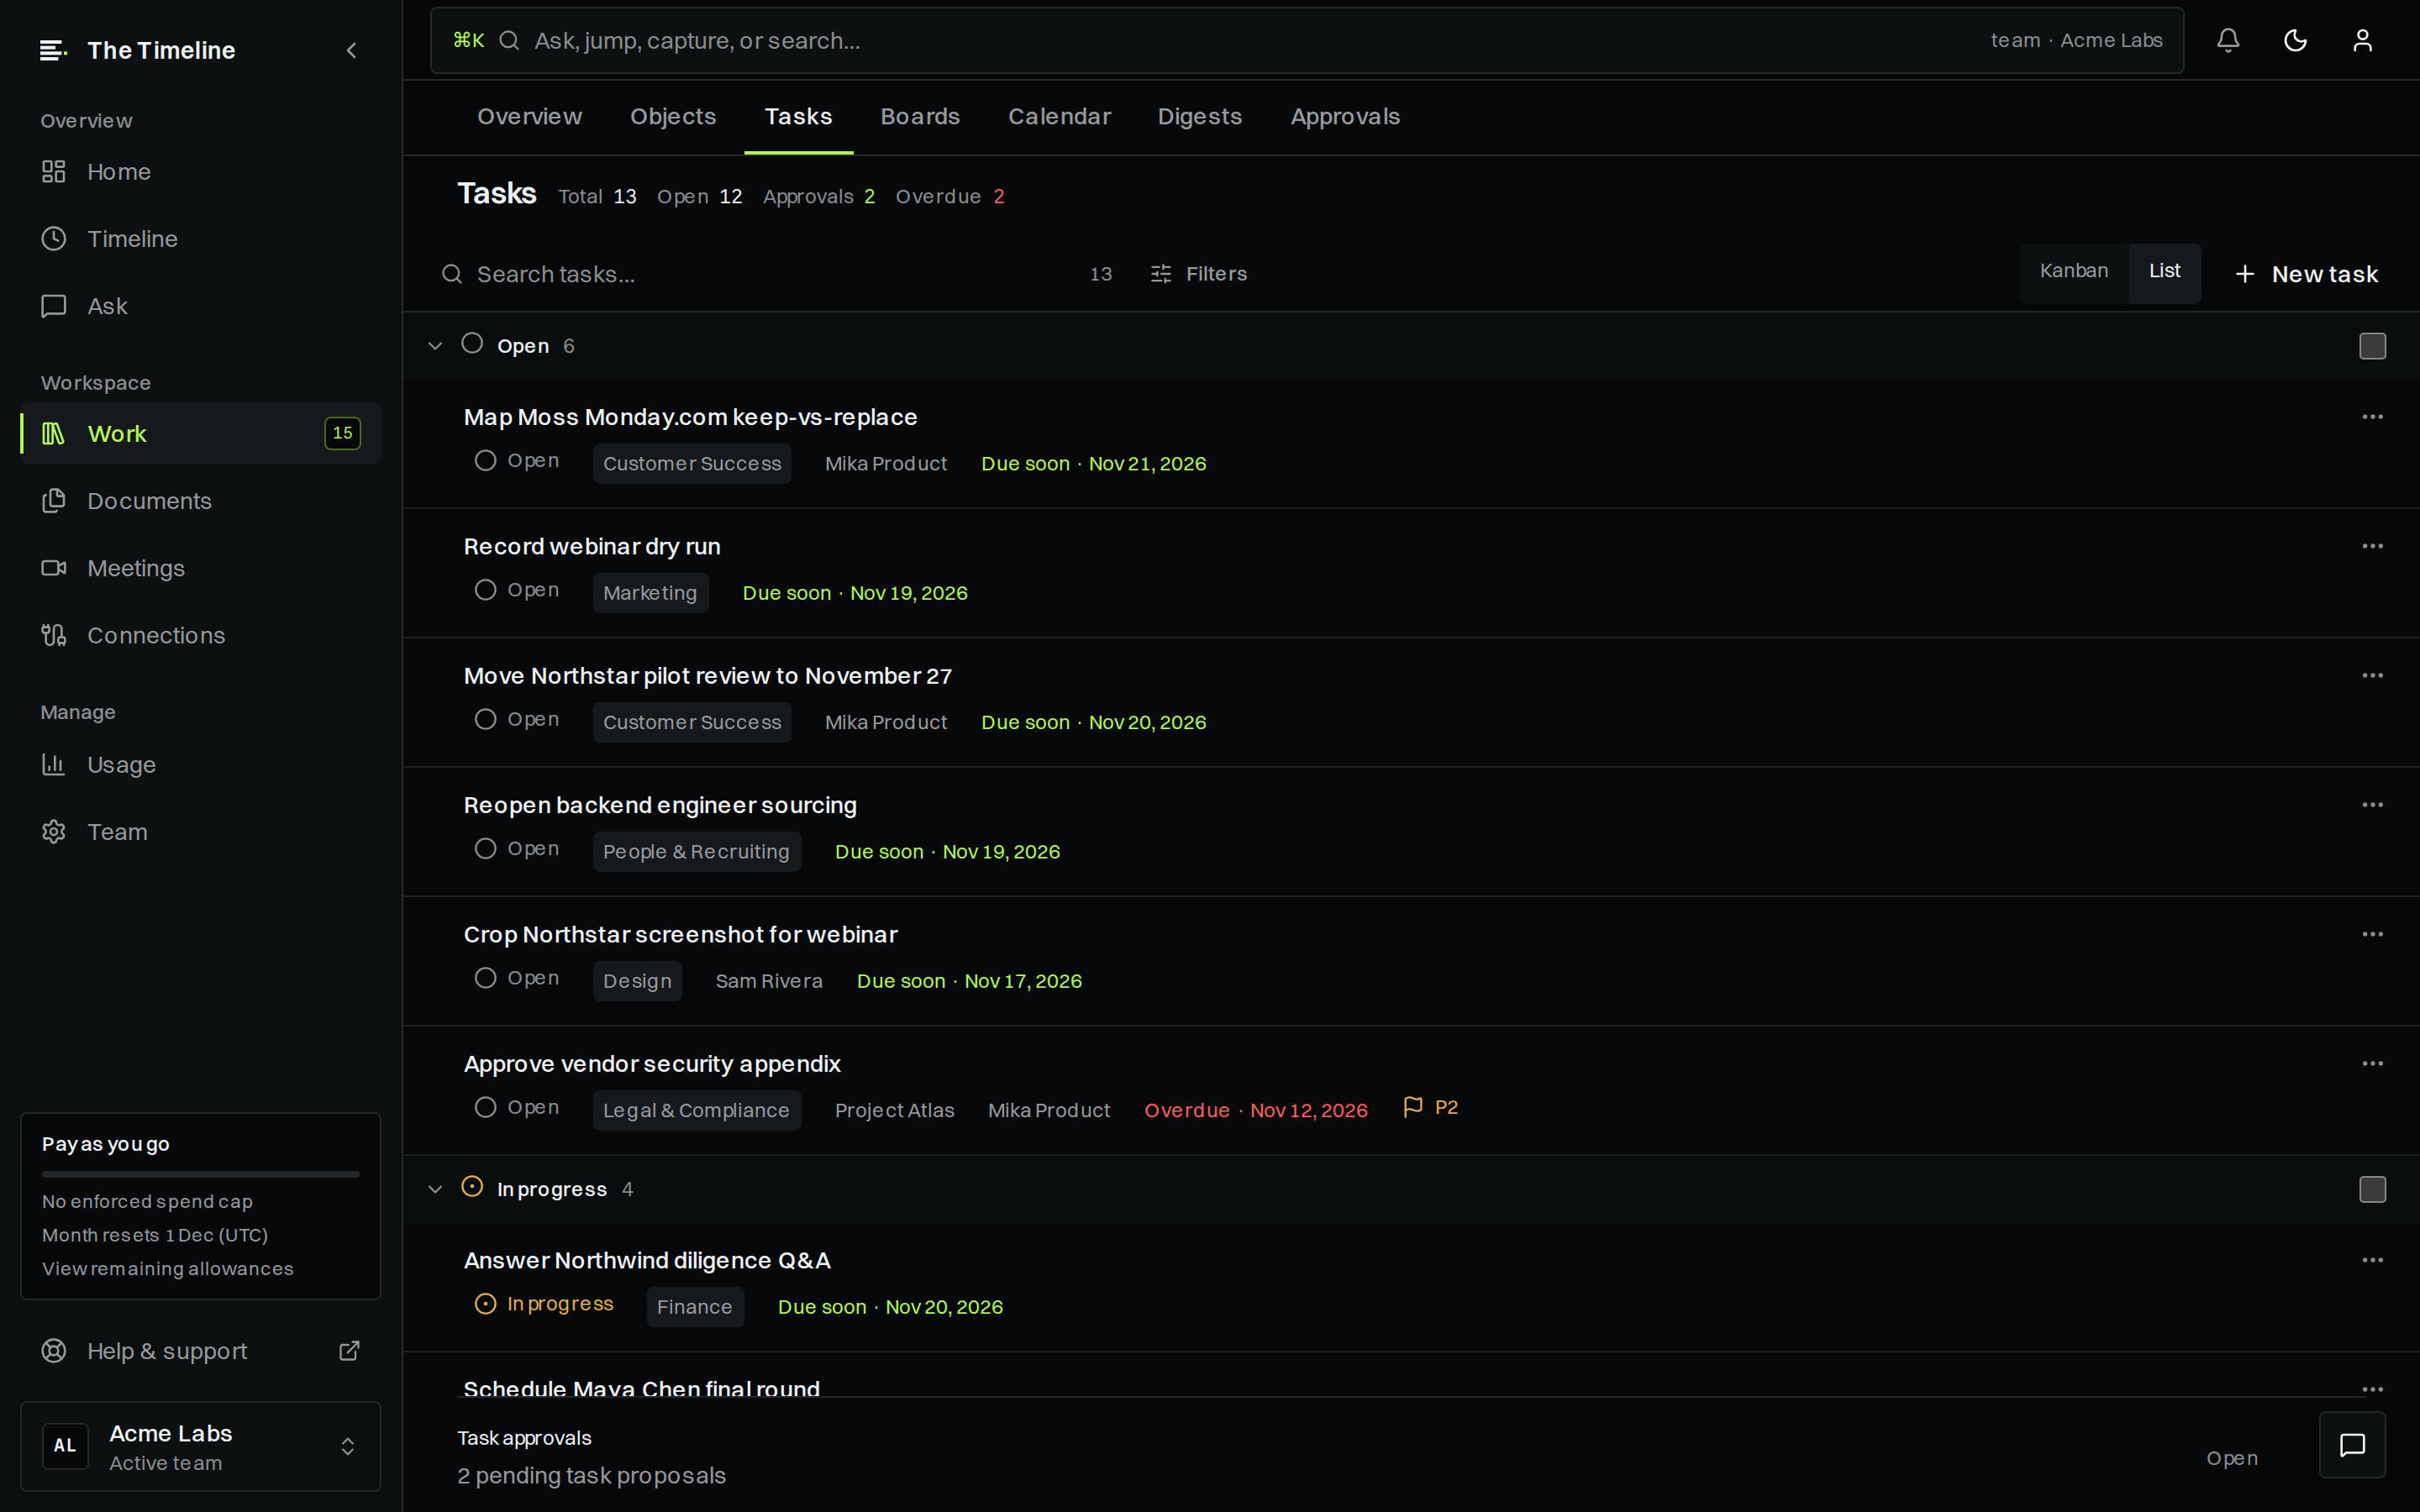 The Timeline
⌘K Ask, jump, capture, or search... team · Acme Labs
Overview
Home
Timeline
Ask
Workspace
Work 15
Documents
Meetings
Connections
Manage
Usage
Team
Pay as you go
No enforced spend cap
Month resets 1 Dec (UTC)
View remaining allowances
Help & support
AL Acme Labs
Active team
Overview Objects Tasks Boards Calendar Digests Approvals
Tasks Total 13 Open 12 Approvals 2 Overdue 2
Search tasks... 13 Filters Kanban List New task
Open 6
Map Moss Monday.com keep-vs-replace
Open Customer Success Mika Product Due soon · Nov 21, 2026
Record webinar dry run
Open Marketing Due soon · Nov 19, 2026
Move Northstar pilot review to November 27
Open Customer Success Mika Product Due soon · Nov 20, 2026
Reopen backend engineer sourcing
Open People & Recruiting Due soon · Nov 19, 2026
Crop Northstar screenshot for webinar
Open Design Sam Rivera Due soon · Nov 17, 2026
Approve vendor security appendix
Open Legal & Compliance Project Atlas Mika Product Overdue · Nov 12, 2026 P2
In progress 4
Answer Northwind diligence Q&A
In progress Finance Due soon · Nov 20, 2026
Schedule Maya Chen final round
Task approvals
2 pending task proposals
Open